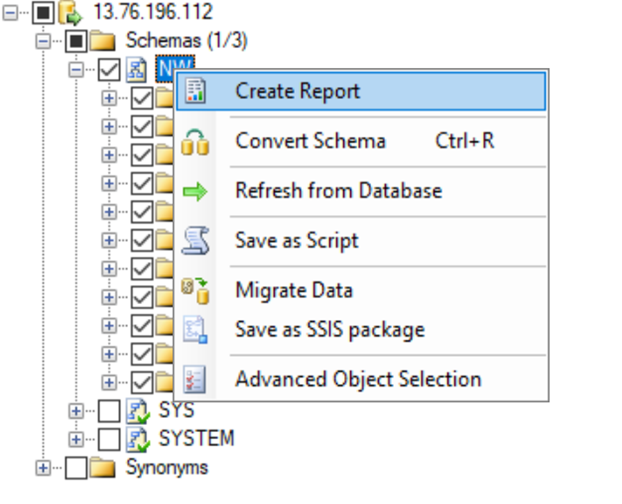 13.76.196.112
Schemas (1/3)
NW
Create Report
Convert Schema Ctrl+R
Refresh from Database
Save as Script
Migrate Data
Save as SSIS package
Advanced Object Selection
SYS
SYSTEM
Synonyms